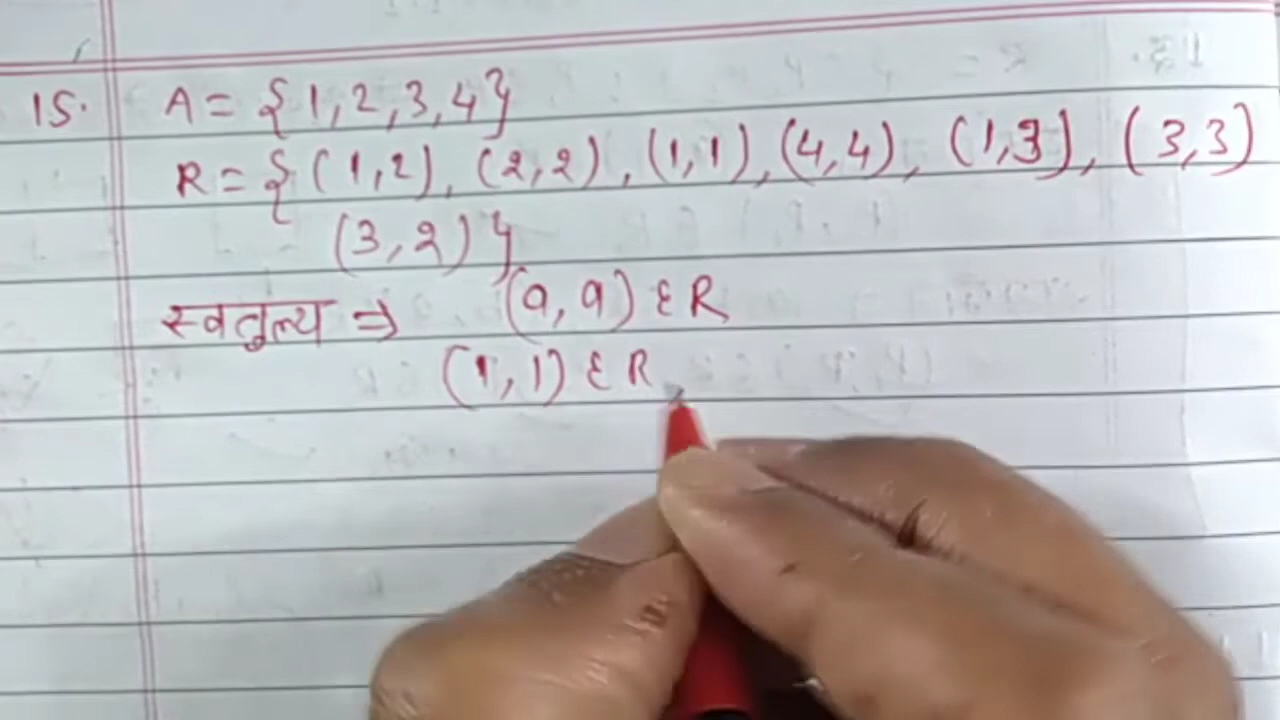 15. A = {1,2,3,4}
R = {(1,2), (2,2), (1,1), (4,4), (1,3), (3,3)
(3,2)}
स्वतुल्य ⇒ (a,a) ε R
(1,1) ε R